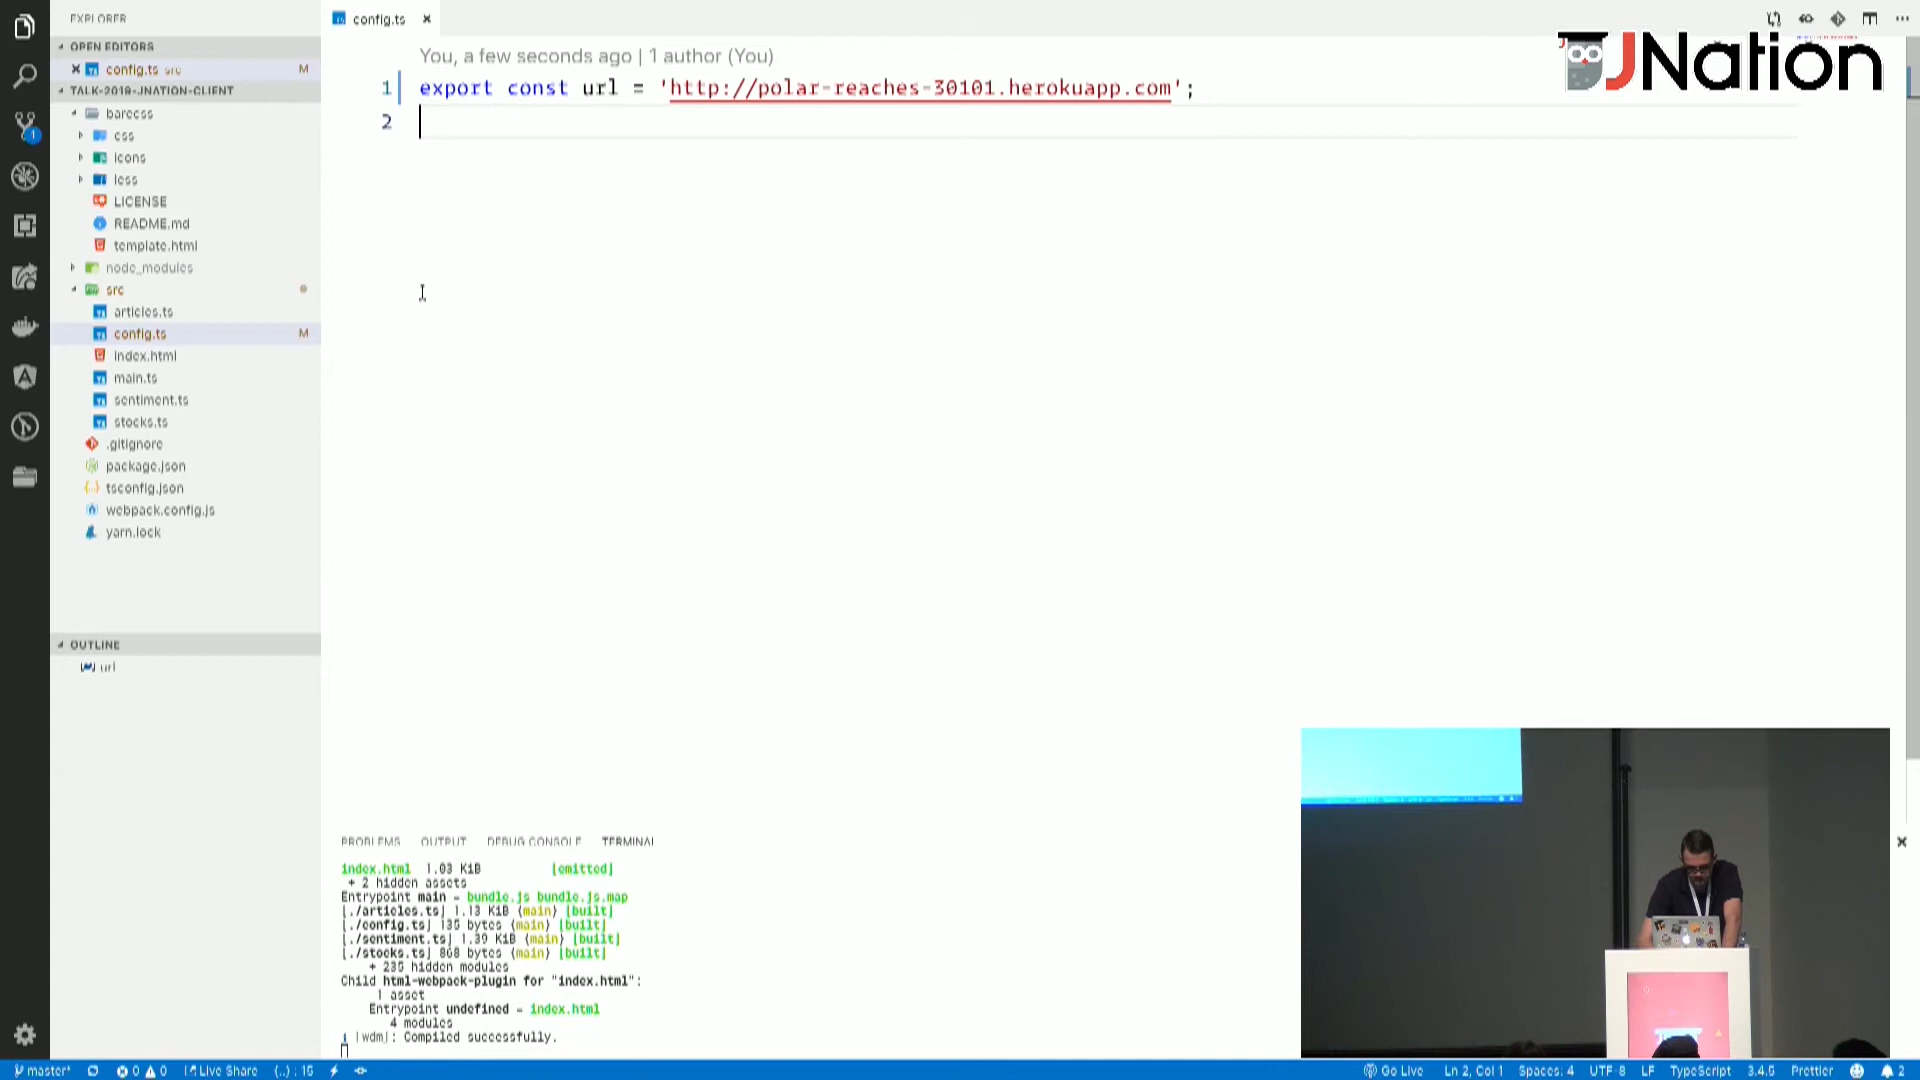 EXPLORER
config.ts
JNation
OPEN EDITORS
config.ts src M
TALK-2019-JNATION-CLIENT
barecss
css
icons
less
LICENSE
README.md
template.html
node_modules
src
articles.ts
config.ts M
index.html
main.ts
sentiment.ts
stocks.ts
.gitignore
package.json
tsconfig.json
webpack.config.js
yarn.lock
OUTLINE
url
You, a few seconds ago | 1 author (You)
1 export const url = 'http://polar-reaches-30101.herokuapp.com';
2
PROBLEMS OUTPUT DEBUG CONSOLE TERMINAL
index.html 1.03 KiB [emitted]
+ 2 hidden assets
Entrypoint main = bundle.js bundle.js.map
[./articles.ts] 1.13 KiB {main} [built]
[./config.ts] 135 bytes {main} [built]
[./sentiment.ts] 1.39 KiB {main} [built]
[./stocks.ts] 868 bytes {main} [built]
+ 235 hidden modules
Child html-webpack-plugin for "index.html":
1 asset
Entrypoint undefined = index.html
4 modules
i ｢wdm｣: Compiled successfully.
master* 0 0 Live Share {..} : 15 Go Live Ln 2, Col 1 Spaces: 4 UTF-8 LF TypeScript 3.4.5 Prettier 2